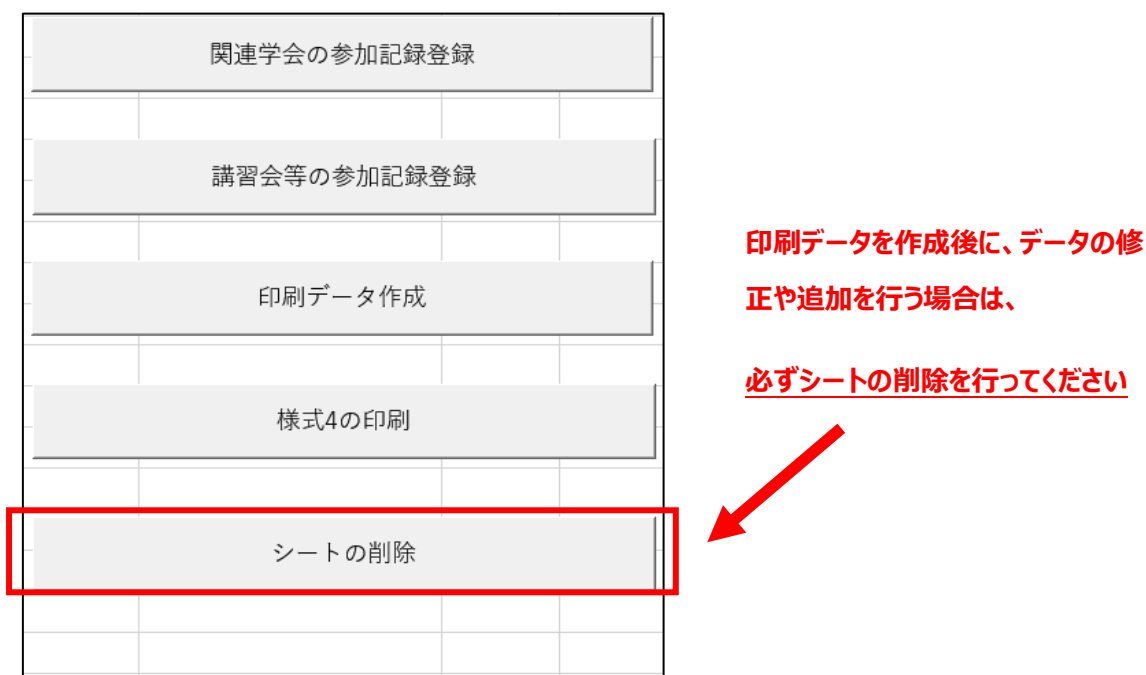 関連学会の参加記録登録
講習会等の参加記録登録
印刷データ作成
様式4の印刷
シートの削除
印刷データを作成後に、データの修
正や追加を行う場合は、
必ずシートの削除を行ってください